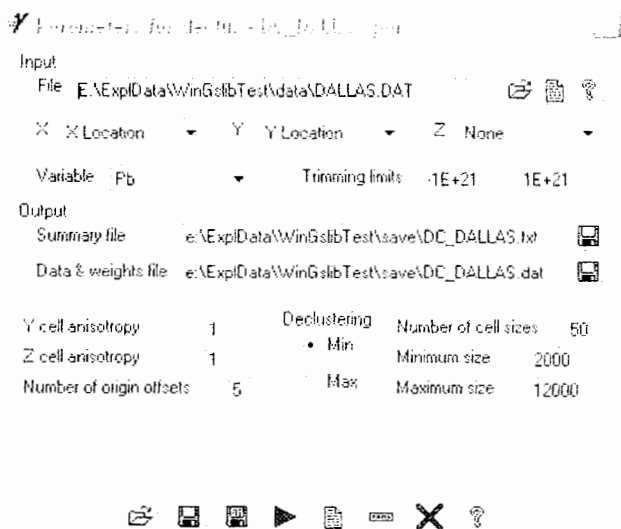 Parameters for declus -
Input
File E:\ExplData\WinGslibTest\data\DALLAS.DAT
X X Location Y Y Location Z None
Variable Pb Trimming limits -1E+21 1E+21
Output
Summary file e:\ExplData\WinGslibTest\save\DC_DALLAS.txt
Data & weights file e:\ExplData\WinGslibTest\save\DC_DALLAS.dat
Y cell anisotropy 1 Declustering Number of cell sizes 50
Z cell anisotropy 1 Min Minimum size 2000
Number of origin offsets 5 Max Maximum size 12000